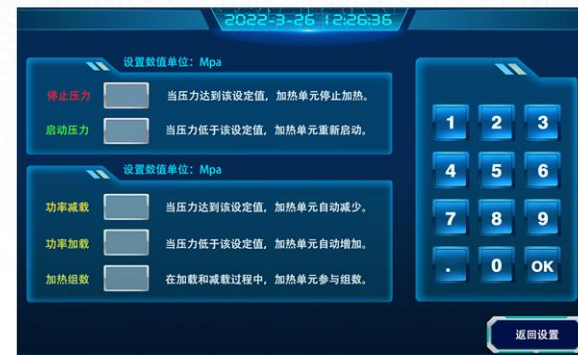 2022-3-26 12:26:36
设置数值单位：Mpa
停止压力 当压力达到该设定值，加热单元停止加热。
启动压力 当压力低于该设定值，加热单元重新启动。
设置数值单位：Mpa
功率减载 当压力达到该设定值，加热单元自动减少。
功率加载 当压力低于该设定值，加热单元自动增加。
加热组数 在加载和减载过程中，加热单元参与组数。
1 2 3
4 5 6
7 8 9
. 0 OK
返回设置